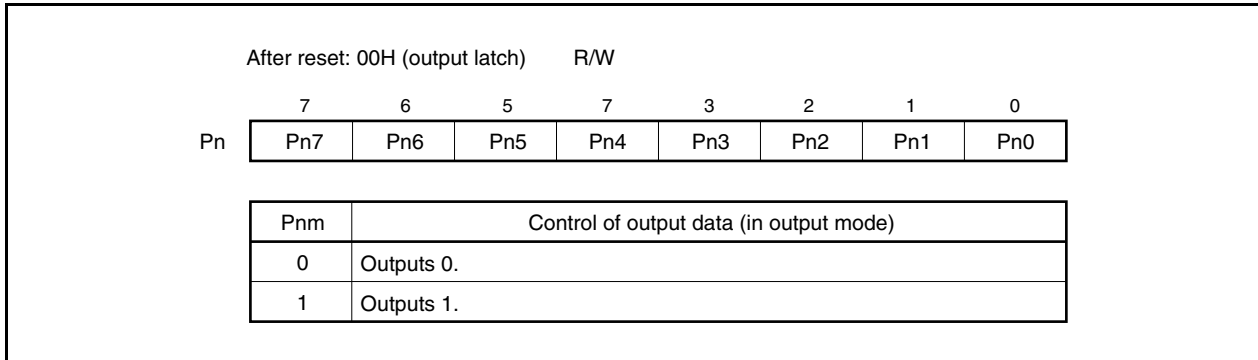 After reset: 00H (output latch) R/W
7 6 5 7 3 2 1 0
Pn Pn7 Pn6 Pn5 Pn4 Pn3 Pn2 Pn1 Pn0
Pnm Control of output data (in output mode)
0 Outputs 0.
1 Outputs 1.